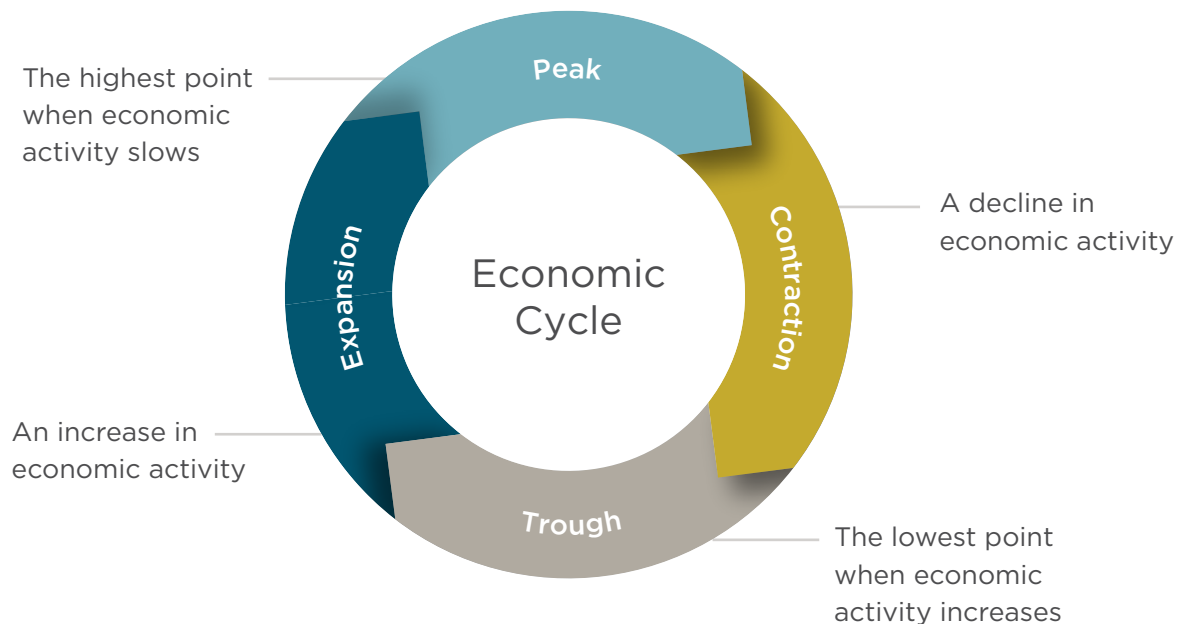 Peak
The highest point
when economic
activity slows
Contraction
A decline in
economic activity
Economic
Cycle
Expansion
An increase in
economic activity
Trough
The lowest point
when economic
activity increases